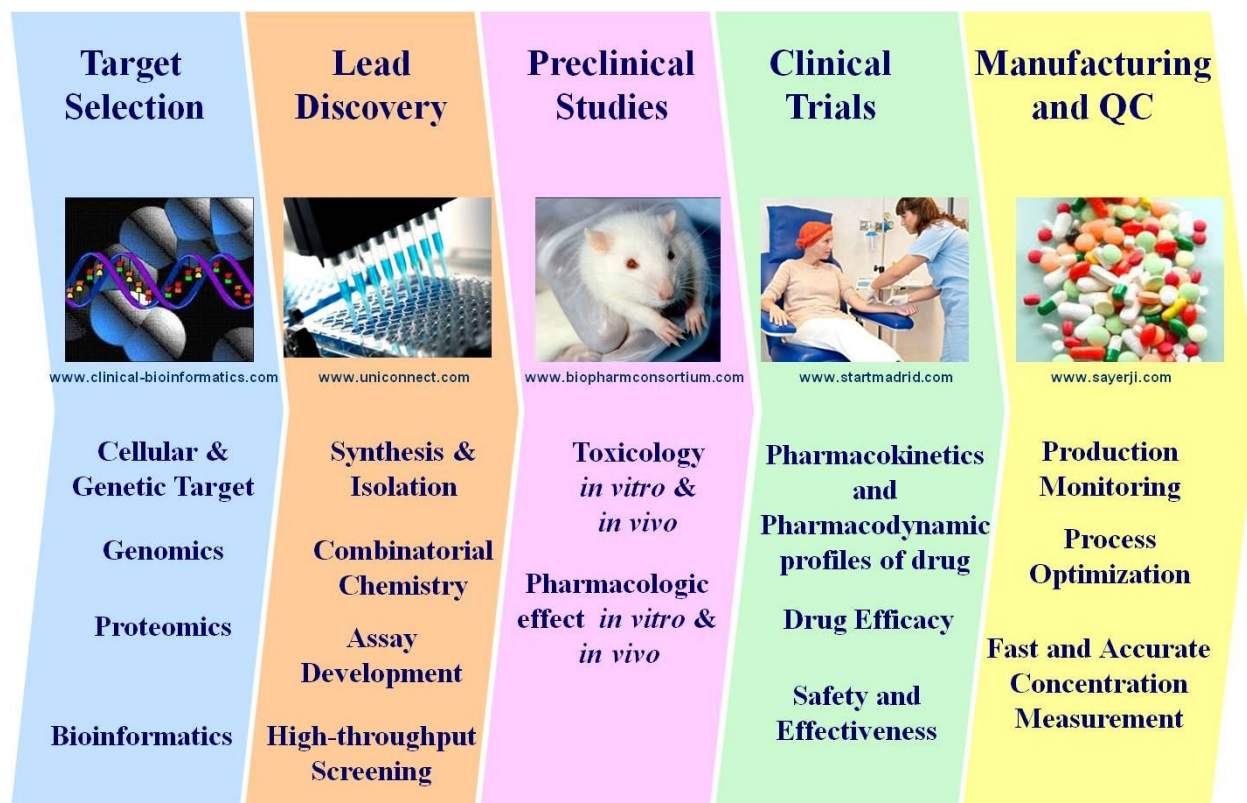 Target
Selection
Lead
Discovery
Preclinical
Studies
Clinical
Trials
Manufacturing
and QC
www.clinical-bioinformatics.com
www.uniconnect.com
www.biopharmconsortium.com
www.startmadrid.com
www.sayerji.com
Cellular &
Genetic Target
Genomics
Proteomics
Bioinformatics
Synthesis &
Isolation
Combinatorial
Chemistry
Assay
Development
High-throughput
Screening
Toxicology
in vitro &
in vivo
Pharmacologic
effect in vitro &
in vivo
Pharmacokinetics
and
Pharmacodynamic
profiles of drug
Drug Efficacy
Safety and
Effectiveness
Production
Monitoring
Process
Optimization
Fast and Accurate
Concentration
Measurement